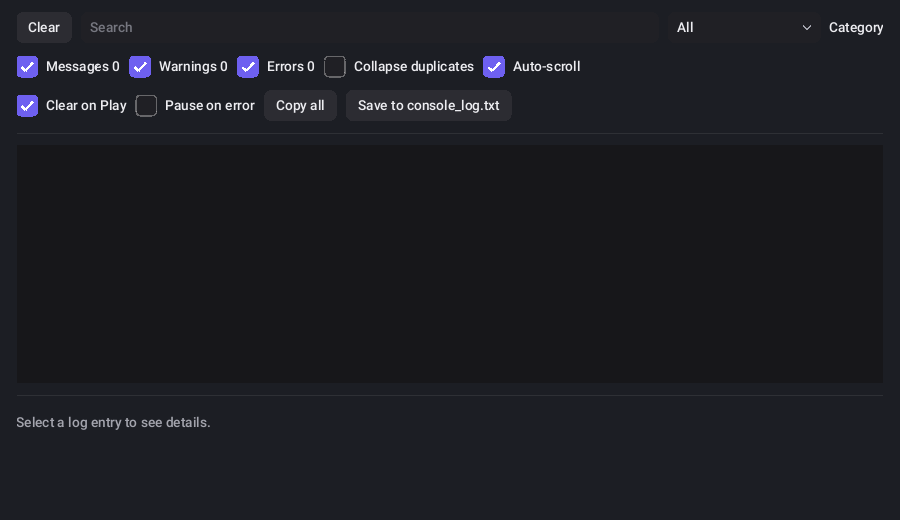 Clear Search All Category
Messages 0 Warnings 0 Errors 0 Collapse duplicates Auto-scroll
Clear on Play Pause on error Copy all Save to console_log.txt
Select a log entry to see details.